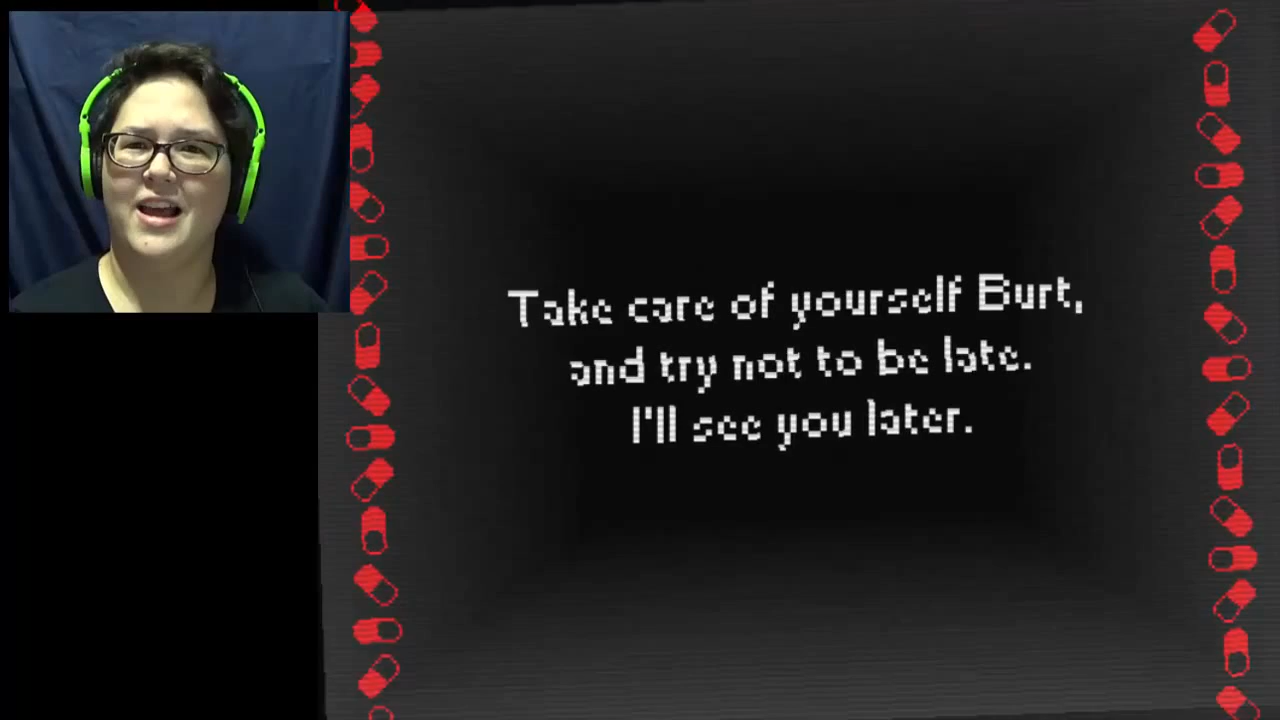 Take care of yourself Burt,
and try not to be late.
I'll see you later.